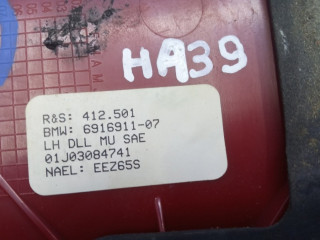 HA39
R&S: 412.501
BMW: 6916911-07
LH DLL MU SAE
01J03084741
NAEL: EEZ65S